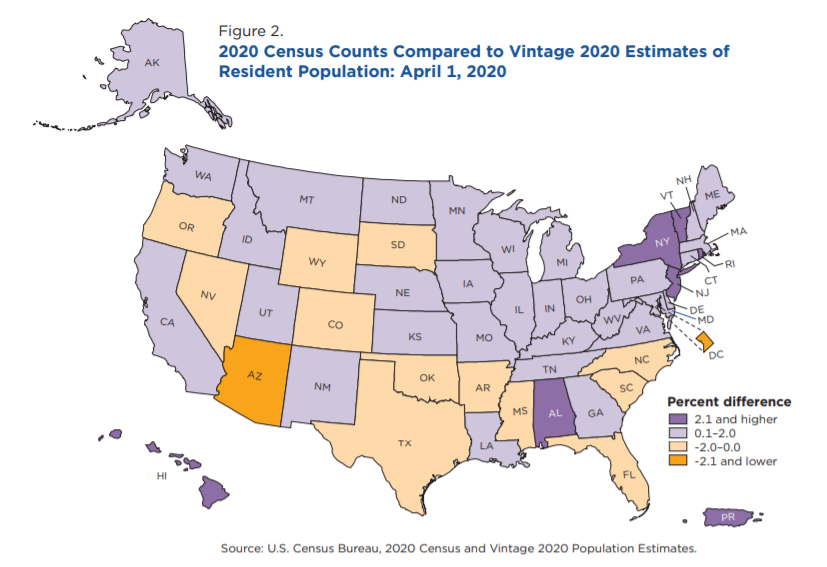 Figure 2.
2020 Census Counts Compared to Vintage 2020 Estimates of
Resident Population: April 1, 2020
AK
WA
MT
ND
MN
OR
ID
WY
SD
WI
MI
NY
VT
NH
ME
MA
RI
CT
NJ
DE
MD
DC
NV
UT
CO
NE
IA
IL
IN
OH
PA
CA
KS
MO
KY
WV
VA
AZ
NM
OK
AR
TN
NC
SC
TX
LA
MS
AL
GA
FL
HI
PR
Percent difference
2.1 and higher
0.1–2.0
-2.0–0.0
-2.1 and lower
Source: U.S. Census Bureau, 2020 Census and Vintage 2020 Population Estimates.